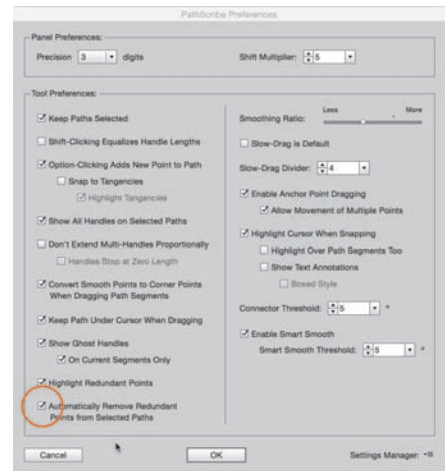 PathScribe Preferences
Panel Preferences:
Precision 3 digits
Shift Multiplier: 5
Tool Preferences:
Keep Paths Selected
Shift-Clicking Equalizes Handle Lengths
Option-Clicking Adds New Point to Path
Snap to Tangencies
Highlight Tangencies
Show All Handles on Selected Paths
Don't Extend Multi-Handles Proportionally
Handles Stop at Zero Length
Convert Smooth Points to Corner Points
When Dragging Path Segments
Keep Path Under Cursor When Dragging
Show Ghost Handles
On Current Segments Only
Highlight Redundant Points
Automatically Remove Redundant
Points from Selected Paths
Less More
Smoothing Ratio:
Slow-Drag is Default
Slow-Drag Divider: 4
Enable Anchor Point Dragging
Allow Movement of Multiple Points
Highlight Cursor When Snapping
Highlight Over Path Segments Too
Show Text Annotations
Boxed Style
Connector Threshold: 5 °
Enable Smart Smooth
Smart Smooth Threshold: 5 °
Cancel
OK
Settings Manager: